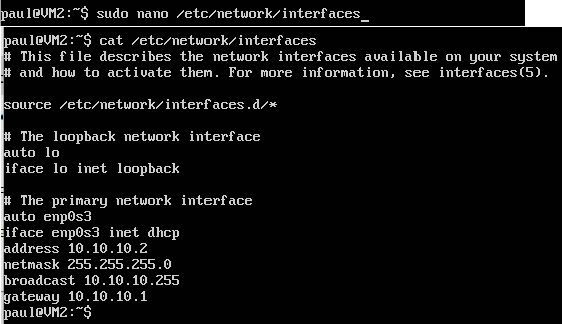 paul@VM2:~$ sudo nano /etc/network/interfaces_
paul@VM2:~$ cat /etc/network/interfaces
# This file describes the network interfaces available on your system
# and how to activate them. For more information, see interfaces(5).
source /etc/network/interfaces.d/*
# The loopback network interface
auto lo
iface lo inet loopback
# The primary network interface
auto enp0s3
iface enp0s3 inet dhcp
address 10.10.10.2
netmask 255.255.255.0
broadcast 10.10.10.255
gateway 10.10.10.1
paul@VM2:~$